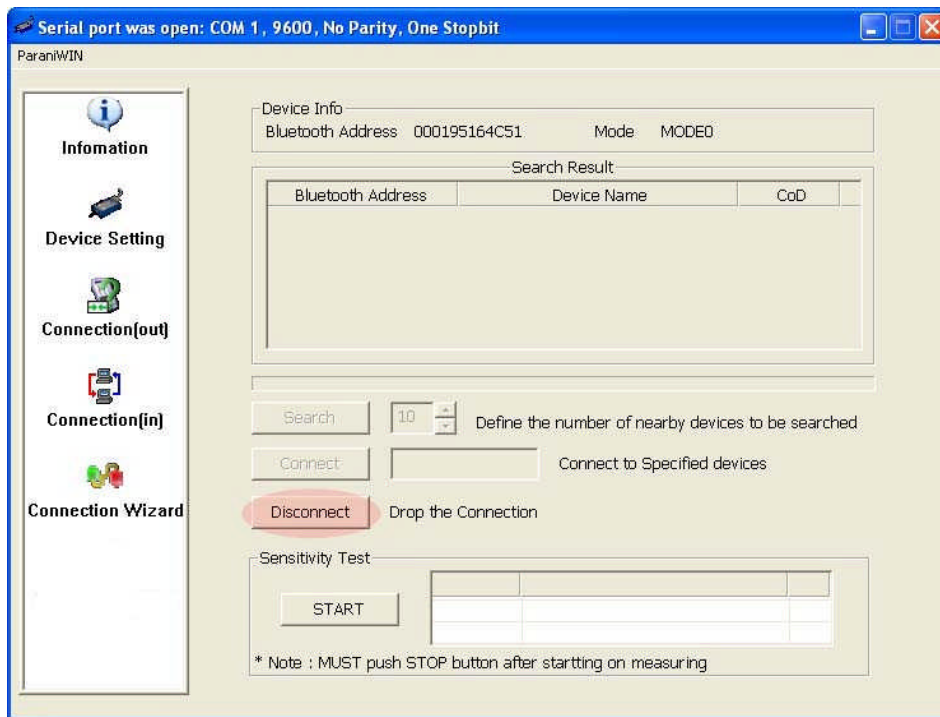 Serial port was open: COM 1, 9600, No Parity, One Stopbit
ParaniWIN
Infomation
Device Setting
Connection(out)
Connection(in)
Connection Wizard
Device Info
Bluetooth Address 000195164C51 Mode MODE0
Search Result
Bluetooth Address Device Name CoD
Search 10 Define the number of nearby devices to be searched
Connect Connect to Specified devices
Disconnect Drop the Connection
Sensitivity Test
START
* Note : MUST push STOP button after startting on measuring